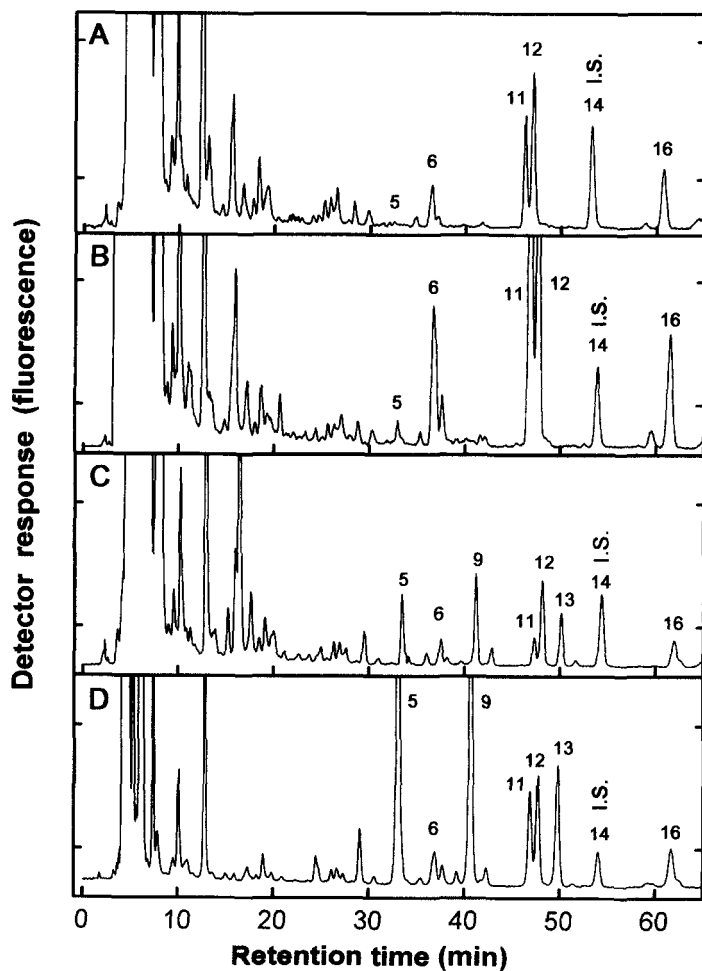 A
5
6
11
12
14 I.S.
16
B
5
6
11
12
14 I.S.
16
C
5
6
9
11
12
13
14 I.S.
16
D
5
6
9
11
12
13
14 I.S.
16
Detector response (fluorescence)
0 10 20 30 40 50 60
Retention time (min)